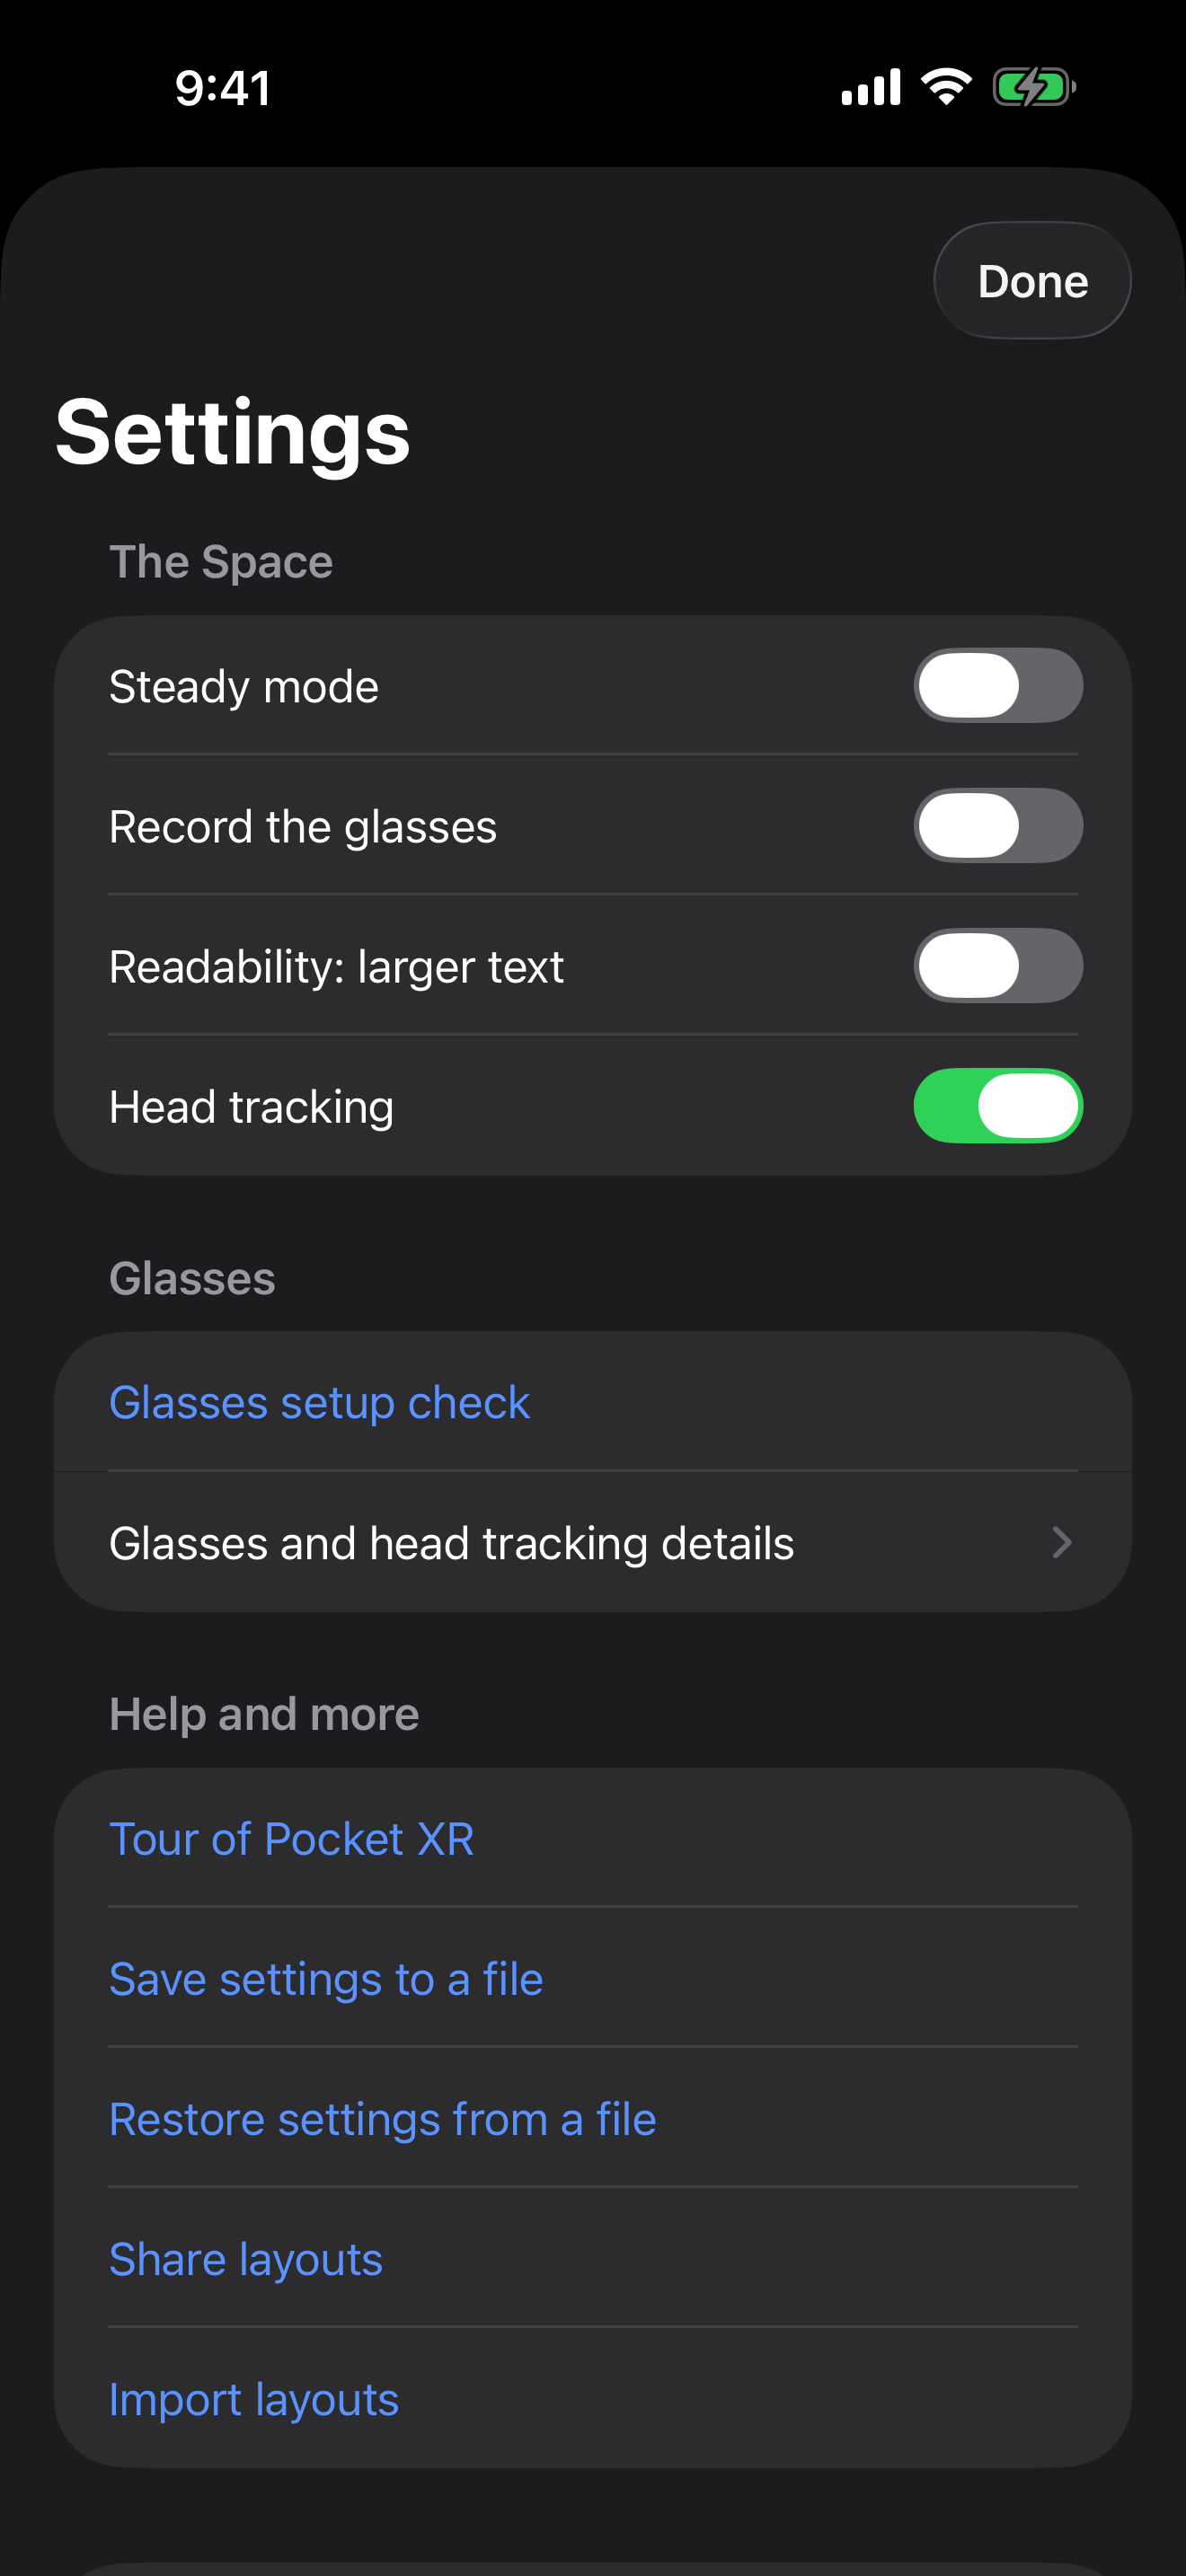 9:41
Done
Settings
The Space
Steady mode
Record the glasses
Readability: larger text
Head tracking
Glasses
Glasses setup check
Glasses and head tracking details
Help and more
Tour of Pocket XR
Save settings to a file
Restore settings from a file
Share layouts
Import layouts